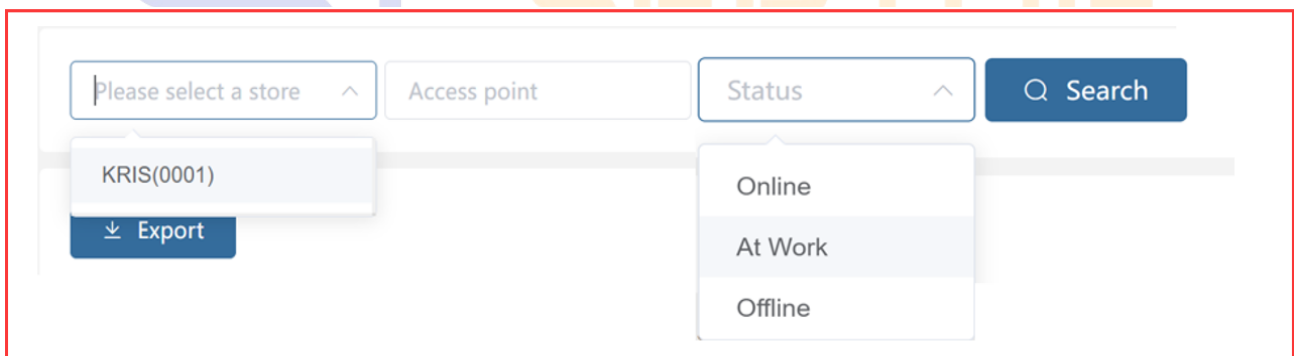 Please select a store
Access point
Status
Search
KRIS(0001)
Export
Online
At Work
Offline